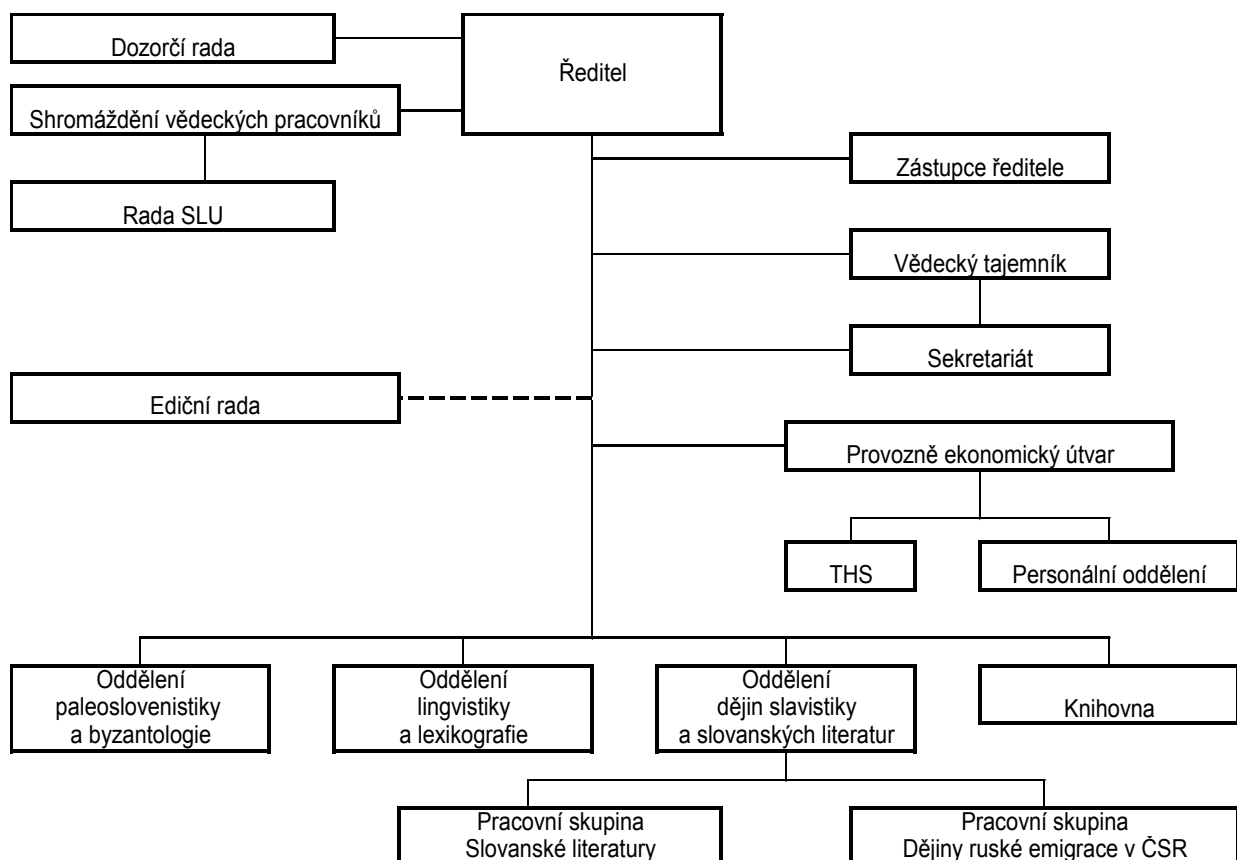 Dozorčí rada
Ředitel
Shromáždění vědeckých pracovníků
Zástupce ředitele
Rada SLU
Vědecký tajemník
Sekretariát
Ediční rada
Provozně ekonomický útvar
THS
Personální oddělení
Oddělení
paleoslovenistiky
a byzantologie
Oddělení
lingvistiky
a lexikografie
Oddělení
dějin slavistiky
a slovanských literatur
Knihovna
Pracovní skupina
Slovanské literatury
Pracovní skupina
Dějiny ruské emigrace v ČSR